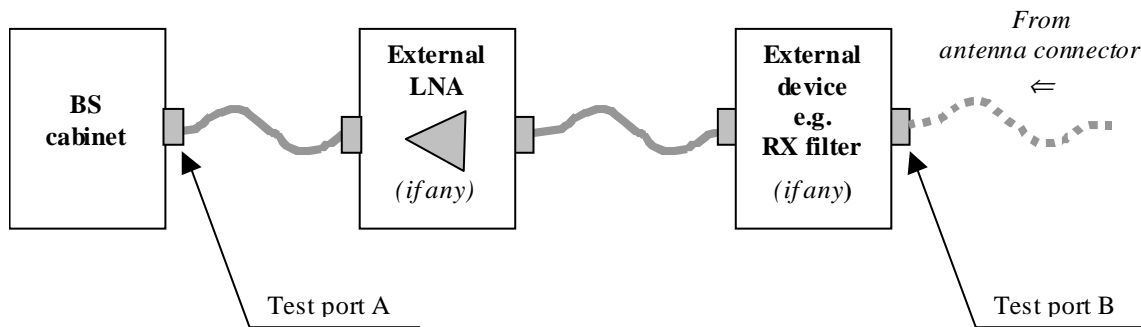 BS
cabinet
External
LNA
(if any)
External
device
e.g.
RX filter
(if any)
From
antenna connector
⇐
Test port A
Test port B